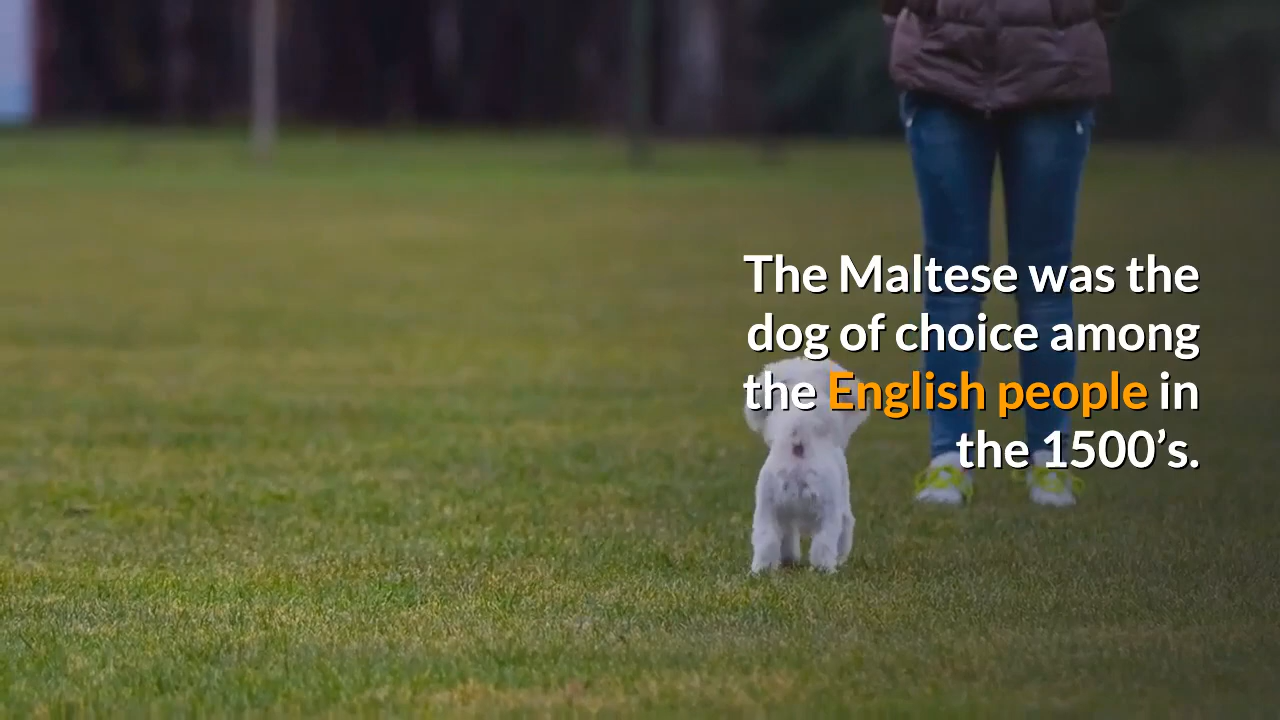 The Maltese was the
dog of choice among
the English people in
the 1500’s.